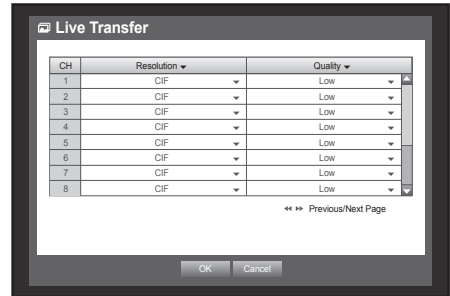 Live Transfer
CH Resolution Quality
1 CIF Low
2 CIF Low
3 CIF Low
4 CIF Low
5 CIF Low
6 CIF Low
7 CIF Low
8 CIF Low
Previous/Next Page
OK Cancel